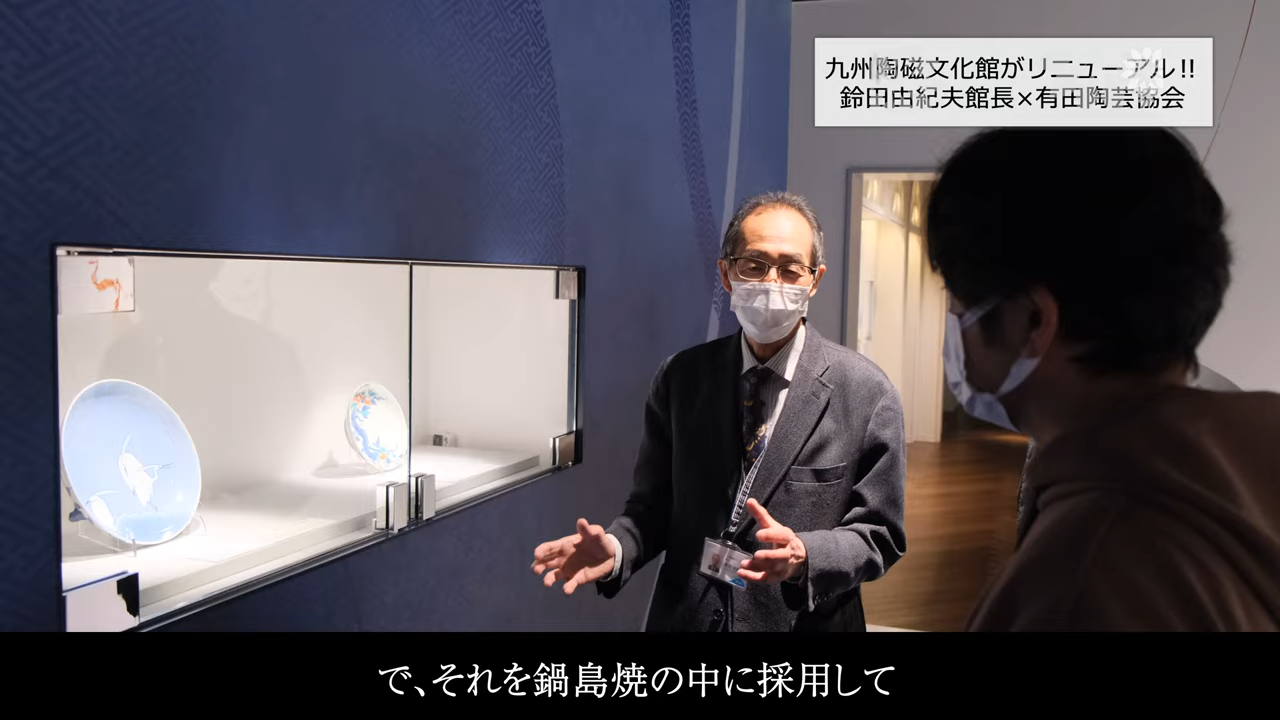 九州陶磁文化館がリニューアル!!
鈴田由紀夫館長×有田陶芸協会
で、それを鍋島焼の中に採用して